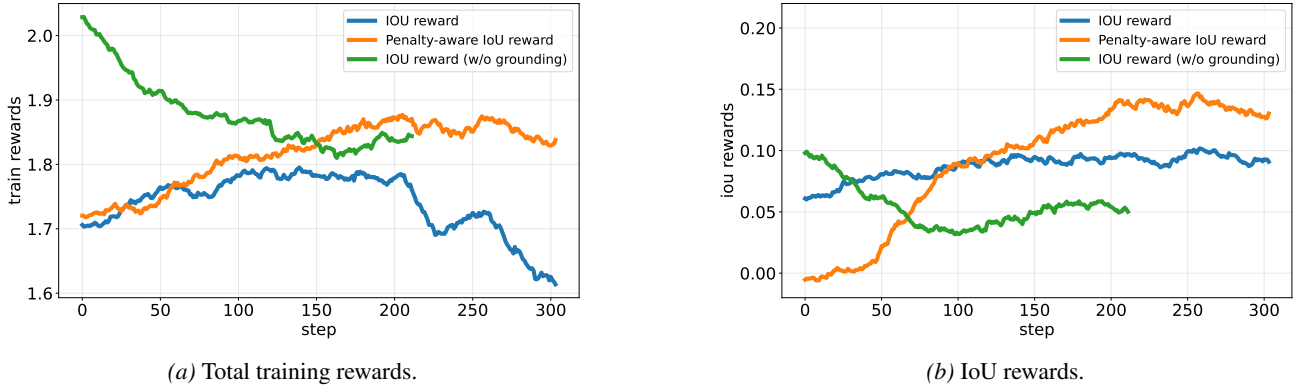 2.0
1.9
1.8
1.7
1.6
train rewards
IOU reward
Penalty-aware IoU reward
IOU reward (w/o grounding)
0 50 100 150 200 250 300
step
(a) Total training rewards.
0.20
0.15
0.10
0.05
0.00
iou rewards
IOU reward
Penalty-aware IoU reward
IOU reward (w/o grounding)
0 50 100 150 200 250 300
step
(b) IoU rewards.